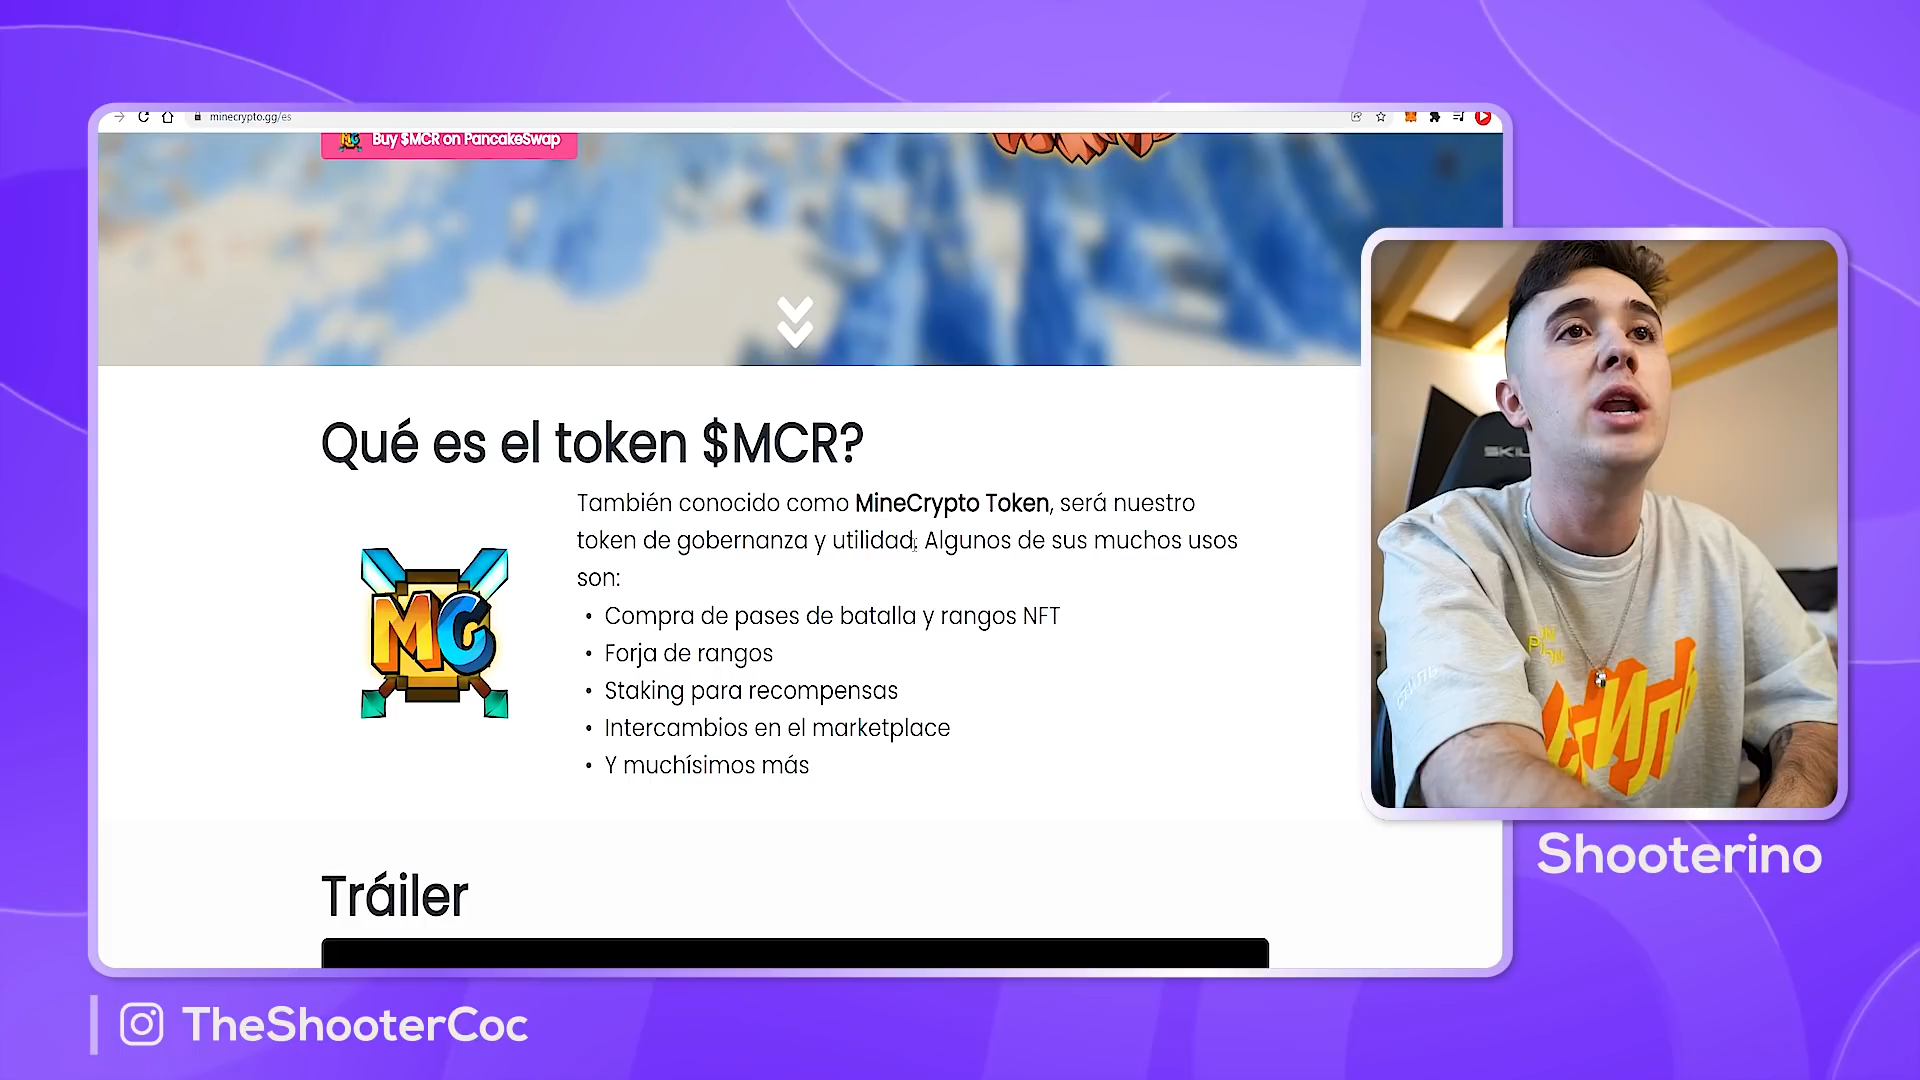 minecrypto.gg/es
Buy $MCR on PancakeSwap
Qué es el token $MCR?
También conocido como MineCrypto Token, será nuestro
token de gobernanza y utilidad. Algunos de sus muchos usos
son:
• Compra de pases de batalla y rangos NFT
• Forja de rangos
• Staking para recompensas
• Intercambios en el marketplace
• Y muchísimos más
MC
Tráiler
Shooterino
TheShooterCoc